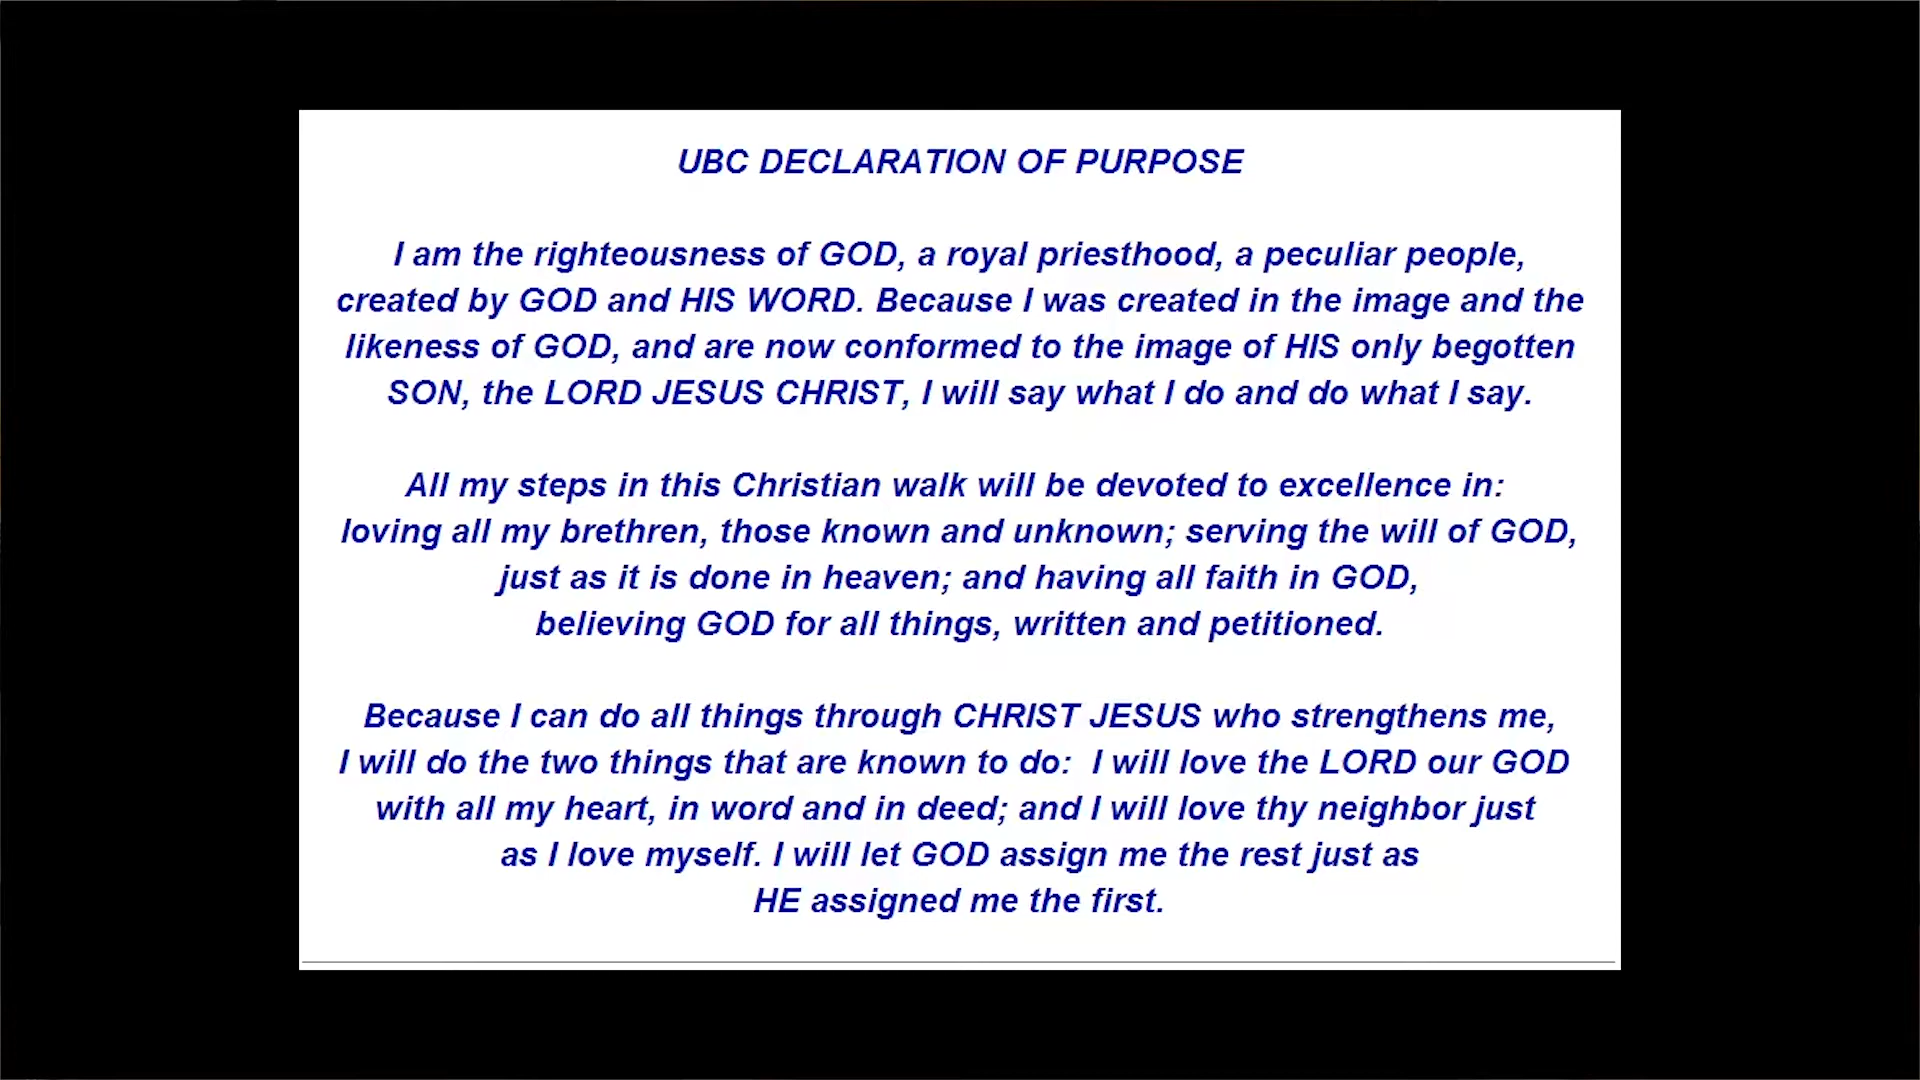 UBC DECLARATION OF PURPOSE
I am the righteousness of GOD, a royal priesthood, a peculiar people,
created by GOD and HIS WORD. Because I was created in the image and the
likeness of GOD, and are now conformed to the image of HIS only begotten
SON, the LORD JESUS CHRIST, I will say what I do and do what I say.
All my steps in this Christian walk will be devoted to excellence in:
loving all my brethren, those known and unknown; serving the will of GOD,
just as it is done in heaven; and having all faith in GOD,
believing GOD for all things, written and petitioned.
Because I can do all things through CHRIST JESUS who strengthens me,
I will do the two things that are known to do:  I will love the LORD our GOD
with all my heart, in word and in deed; and I will love thy neighbor just
as I love myself. I will let GOD assign me the rest just as
HE assigned me the first.